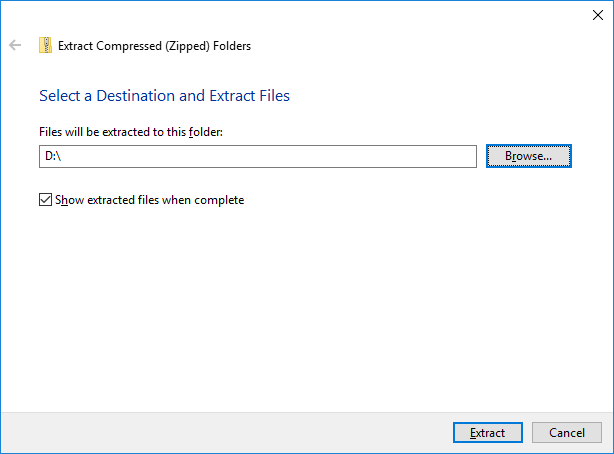 Extract Compressed (Zipped) Folders
Select a Destination and Extract Files
Files will be extracted to this folder:
D:\
Browse...
Show extracted files when complete
Extract
Cancel